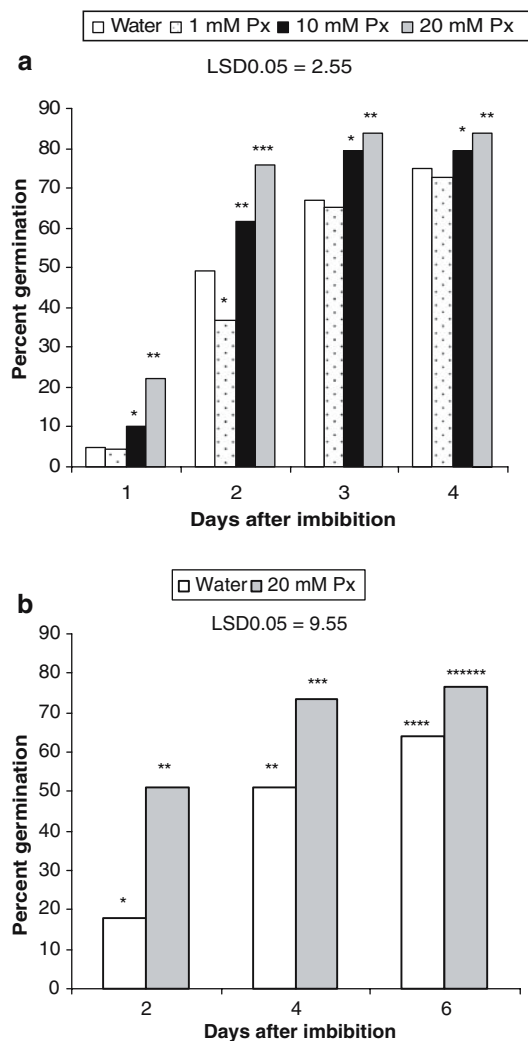 Water 1 mM Px 10 mM Px 20 mM Px
a
LSD0.05 = 2.55
90
80
70
60
50
40
30
20
10
0
Percent germination
*
**
*
**
***
*
**
*
**
1 2 3 4
Days after imbibition
Water 20 mM Px
b
LSD0.05 = 9.55
90
80
70
60
50
40
30
20
10
0
Percent germination
*
**
**
***
****
******
2 4 6
Days after imbibition